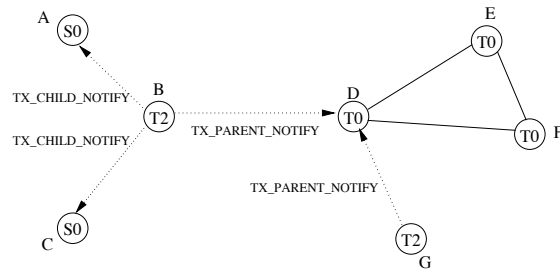 A
S0
E
T0
TX_CHILD_NOTIFY
B
T2
D
T0
TX_CHILD_NOTIFY
TX_PARENT_NOTIFY
T0
F
TX_PARENT_NOTIFY
S0
C
T2
G